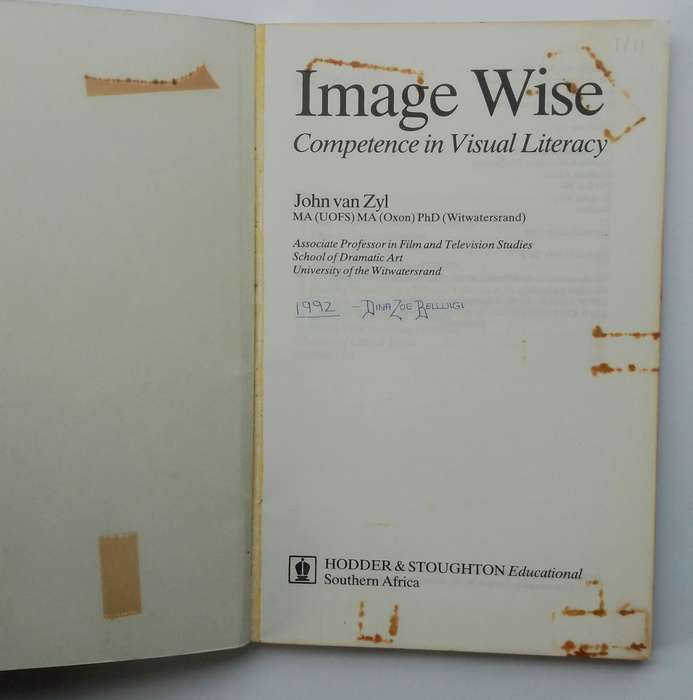 Image Wise
Competence in Visual Literacy
John van Zyl
MA (UOFS) MA (Oxon) PhD (Witwatersrand)
Associate Professor in Film and Television Studies
School of Dramatic Art
University of the Witwatersrand
1992 - DINA ZOE BELLUIGI
HODDER & STOUGHTON Educational
Southern Africa